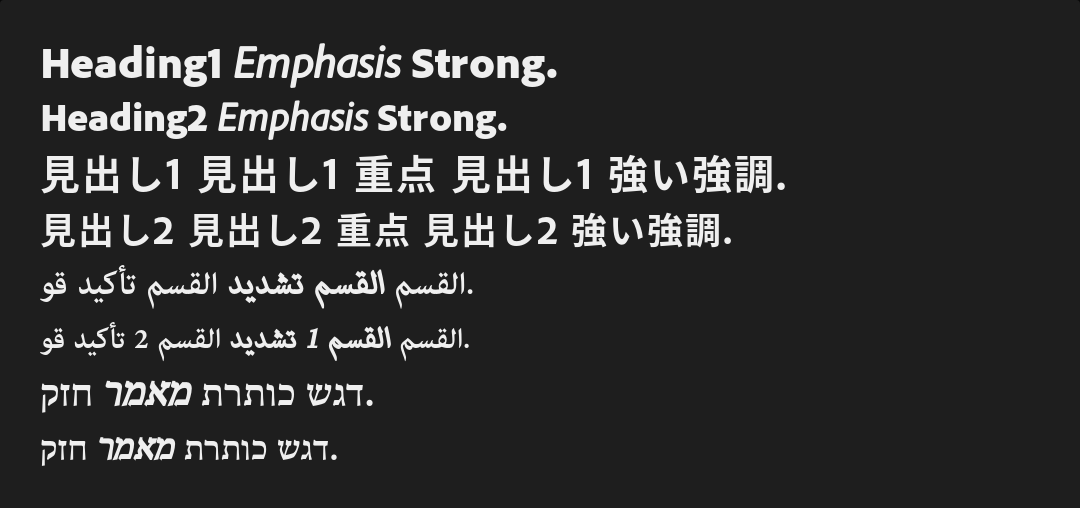 Heading1 Emphasis Strong.
Heading2 Emphasis Strong.
見出し1 見出し1 重点 見出し1 強い強調.
見出し2 見出し2 重点 見出し2 強い強調.
القسم القسم تشديد القسم تأكيد قو.
القسم القسم 1 تشديد القسم 2 تأكيد قو.
דגש כותרת מאמר חזק.
דגש כותרת מאמר חזק.